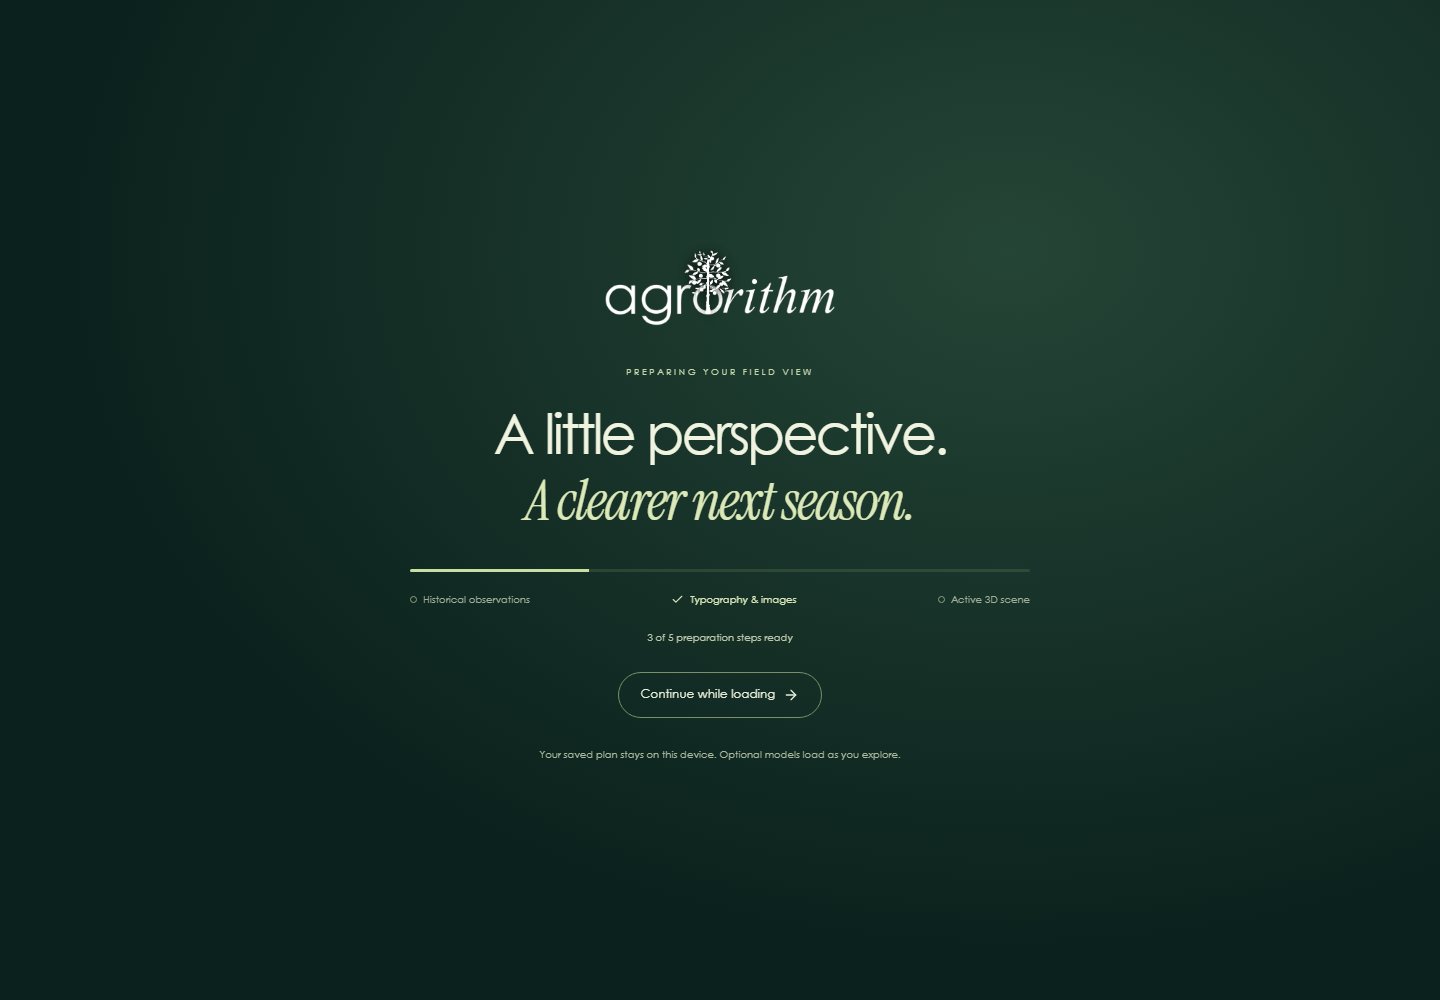 agrorithm
PREPARING YOUR FIELD VIEW
A little perspective.
A clearer next season.
Historical observations
Typography & images
Active 3D scene
3 of 5 preparation steps ready
Continue while loading
Your saved plan stays on this device. Optional models load as you explore.